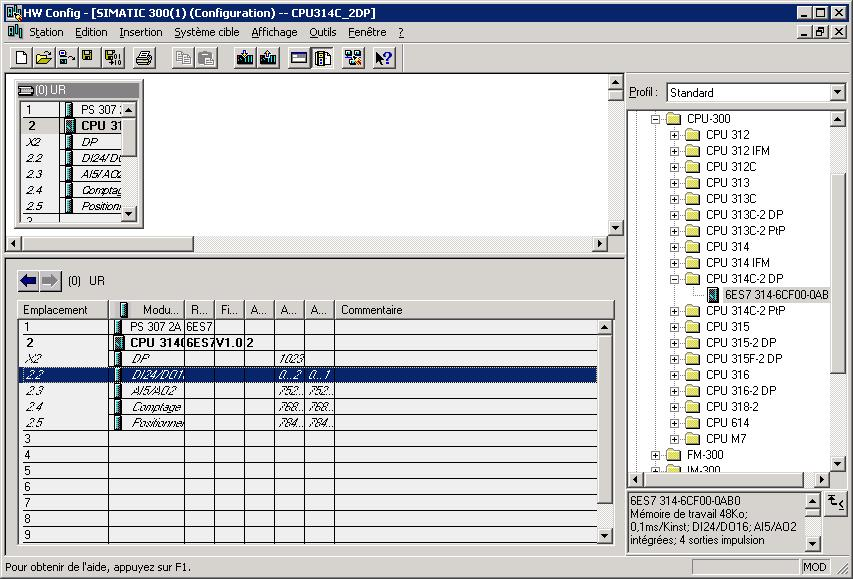 HW Config - [SIMATIC 300(1) (Configuration) -- CPU314C_2DP]
Station Edition Insertion Système cible Affichage Outils Fenêtre ?
(0) UR
1 PS 307 2
2 CPU 31
X2 DP
2.2 DI24/DO
2.3 AI5/AO2
2.4 Comptag
2.5 Position
3
Profil : Standard
CPU-300
CPU 312
CPU 312 IFM
CPU 312C
CPU 313
CPU 313C
CPU 313C-2 DP
CPU 313C-2 PtP
CPU 314
CPU 314 IFM
CPU 314C-2 DP
6ES7 314-6CF00-0AB
CPU 314C-2 PtP
CPU 315
CPU 315-2 DP
CPU 315F-2 DP
CPU 316
CPU 316-2 DP
CPU 318-2
CPU 614
CPU M7
FM-300
IM-300
(0) UR
Emplacement Modu... R... Fi... A... A... A... Commentaire
1 PS 307 2A 6ES7
2 CPU 314C 6ES7 V1.0 2
X2 DP 1023
2.2 DI24/DO1 0...2 0...1
2.3 AI5/AO2 752... 752...
2.4 Comptage 768... 768...
2.5 Positionne 784... 784...
3
4
5
6
7
8
9
6ES7 314-6CF00-0AB0
Mémoire de travail 48Ko;
0,1ms/Kinst; DI24/DO16; AI5/AO2
intégrées; 4 sorties impulsion
Pour obtenir de l'aide, appuyez sur F1.
MOD